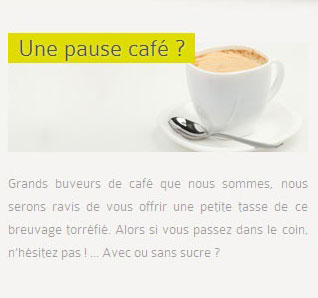 Une pause café ?
Grands buveurs de café que nous sommes, nous
serons ravis de vous offrir une petite tasse de ce
breuvage torréfié. Alors si vous passez dans le coin,
n'hésitez pas ! ... Avec ou sans sucre ?